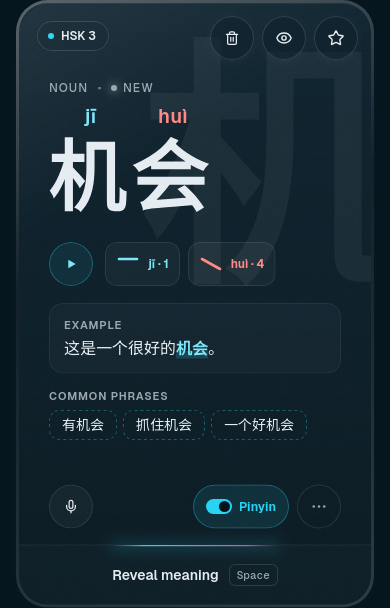 HSK 3
NOUN • NEW
jī huì
机会
jī · 1 huì · 4
EXAMPLE
这是一个很好的机会。
COMMON PHRASES
有机会 抓住机会 一个好机会
Pinyin
Reveal meaning Space
机